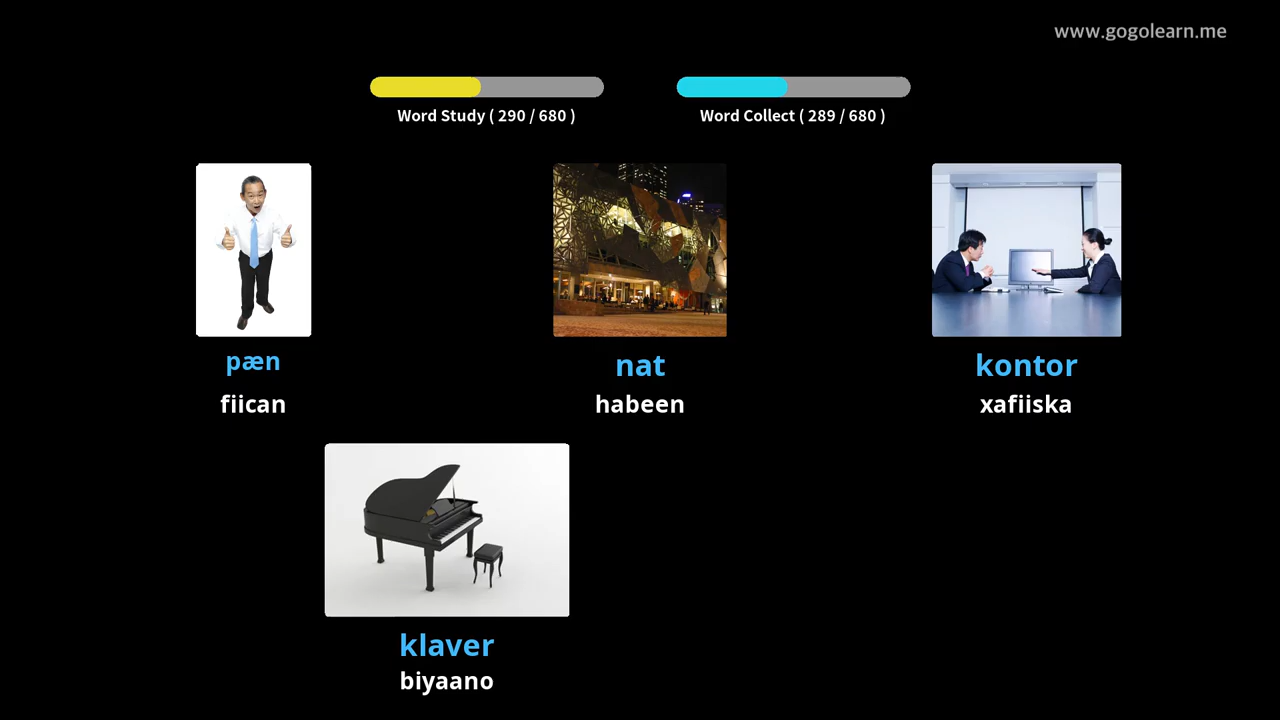 www.gogolearn.me
Word Study ( 290 / 680 )
Word Collect ( 289 / 680 )
pæn
fiican
nat
habeen
kontor
xafiiska
klaver
biyaano